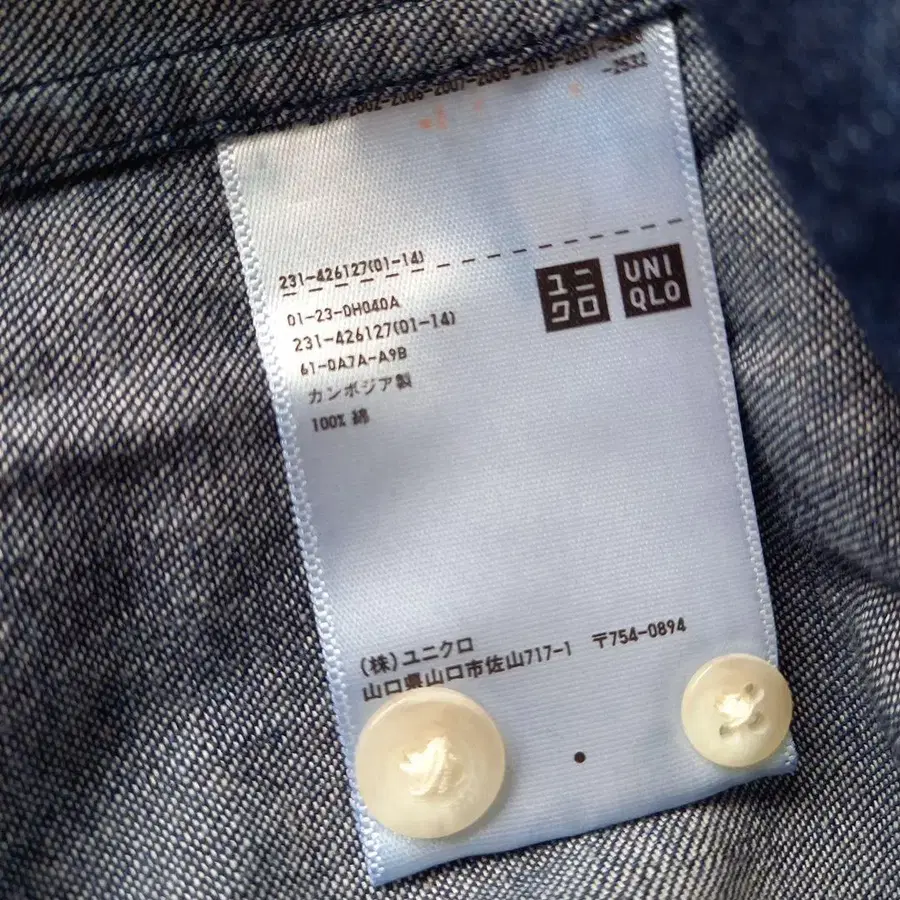 -2532
231-426127(01-14)
01-23-0H040A
231-426127(01-14)
61-0A7A-A9B
カンボジア製
100% 綿
ユニ
クロ
UNI
QLO
(株)ユニクロ 〒754-0894
山口県山口市佐山717-1